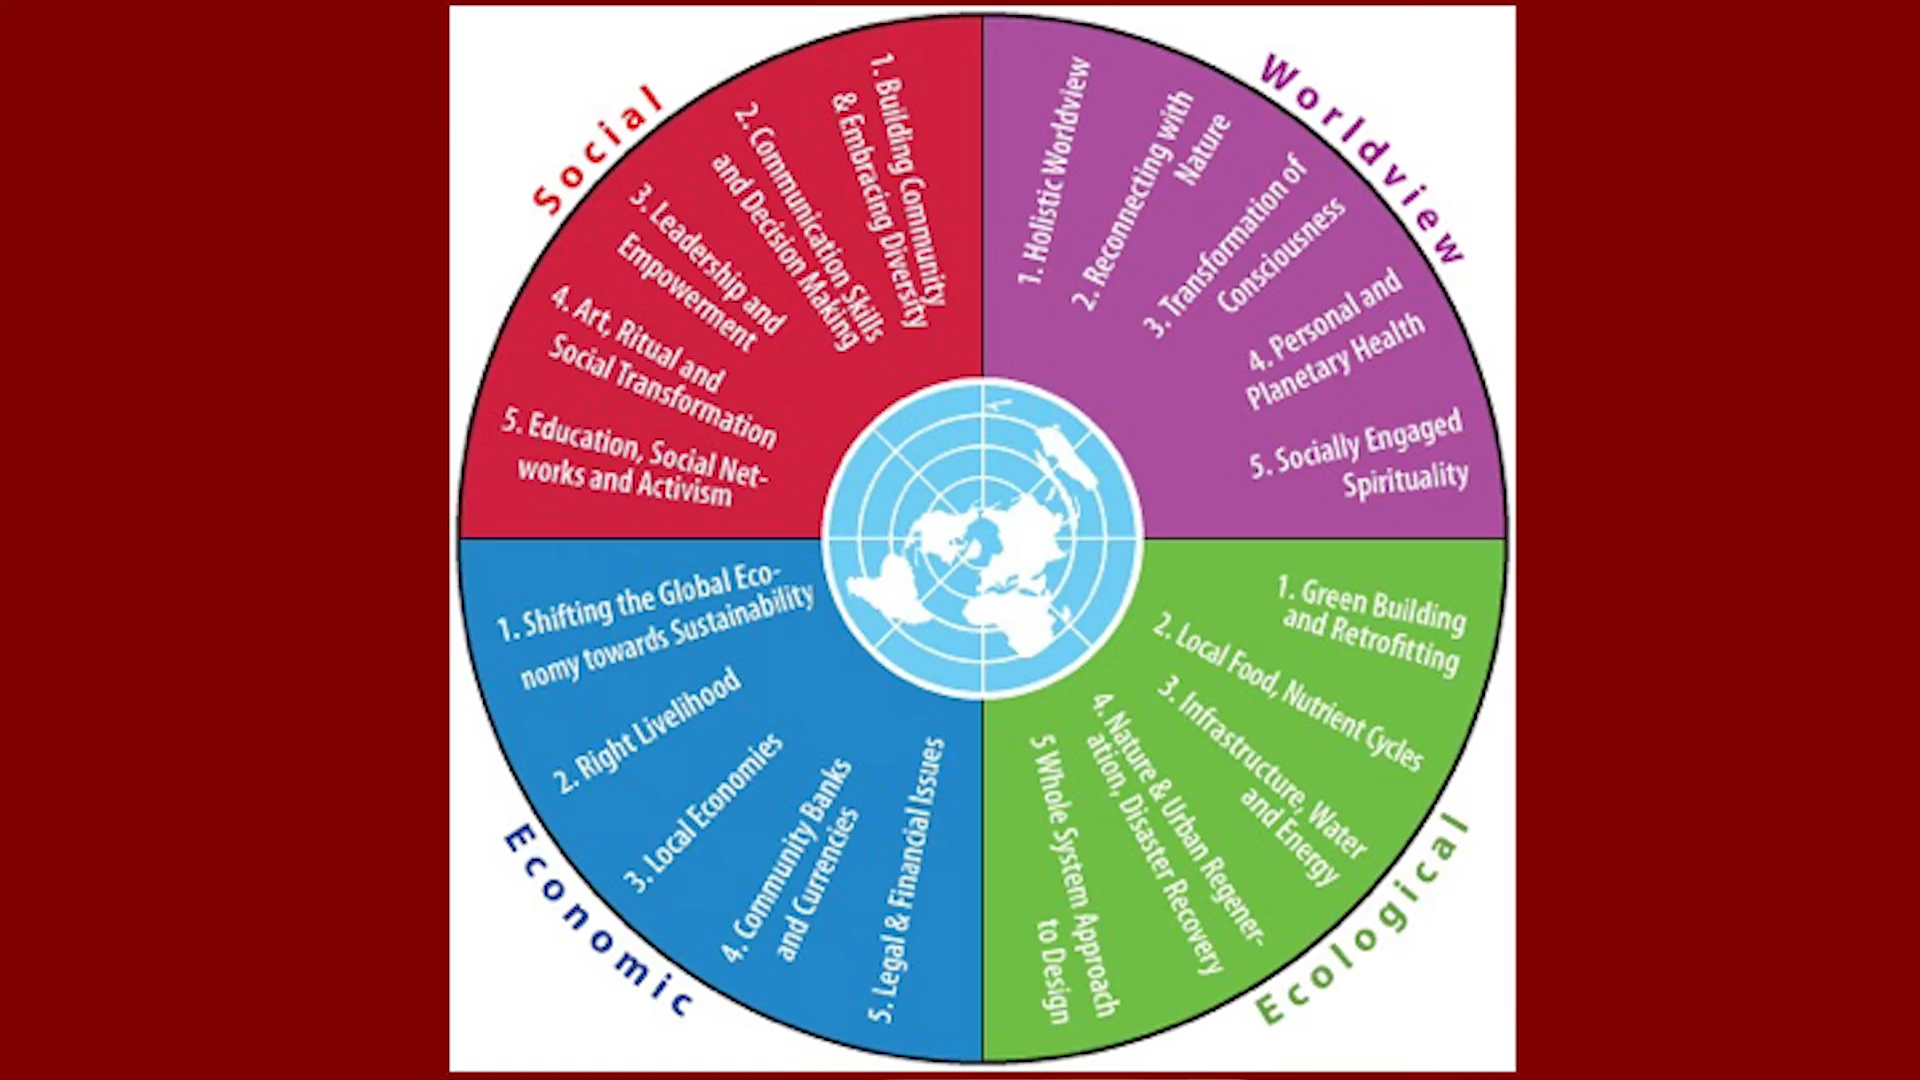 Social
1. Building Community
& Embracing Diversity
2. Communication Skills
and Decision Making
3. Leadership and
Empowerment
4. Art, Ritual and
Social Transformation
5. Education, Social Net-
works and Activism
Worldview
1. Holistic Worldview
2. Reconnecting with
Nature
3. Transformation of
Consciousness
4. Personal and
Planetary Health
5. Socially Engaged
Spirituality
Economic
1. Shifting the Global Eco-
nomy towards Sustainability
2. Right Livelihood
3. Local Economies
4. Community Banks
and Currencies
5. Legal & Financial Issues
Ecological
1. Green Building
and Retrofitting
2. Local Food, Nutrient Cycles
3. Infrastructure, Water
and Energy
4. Nature & Urban Regener-
ation, Disaster Recovery
5 Whole System Approach
to Design